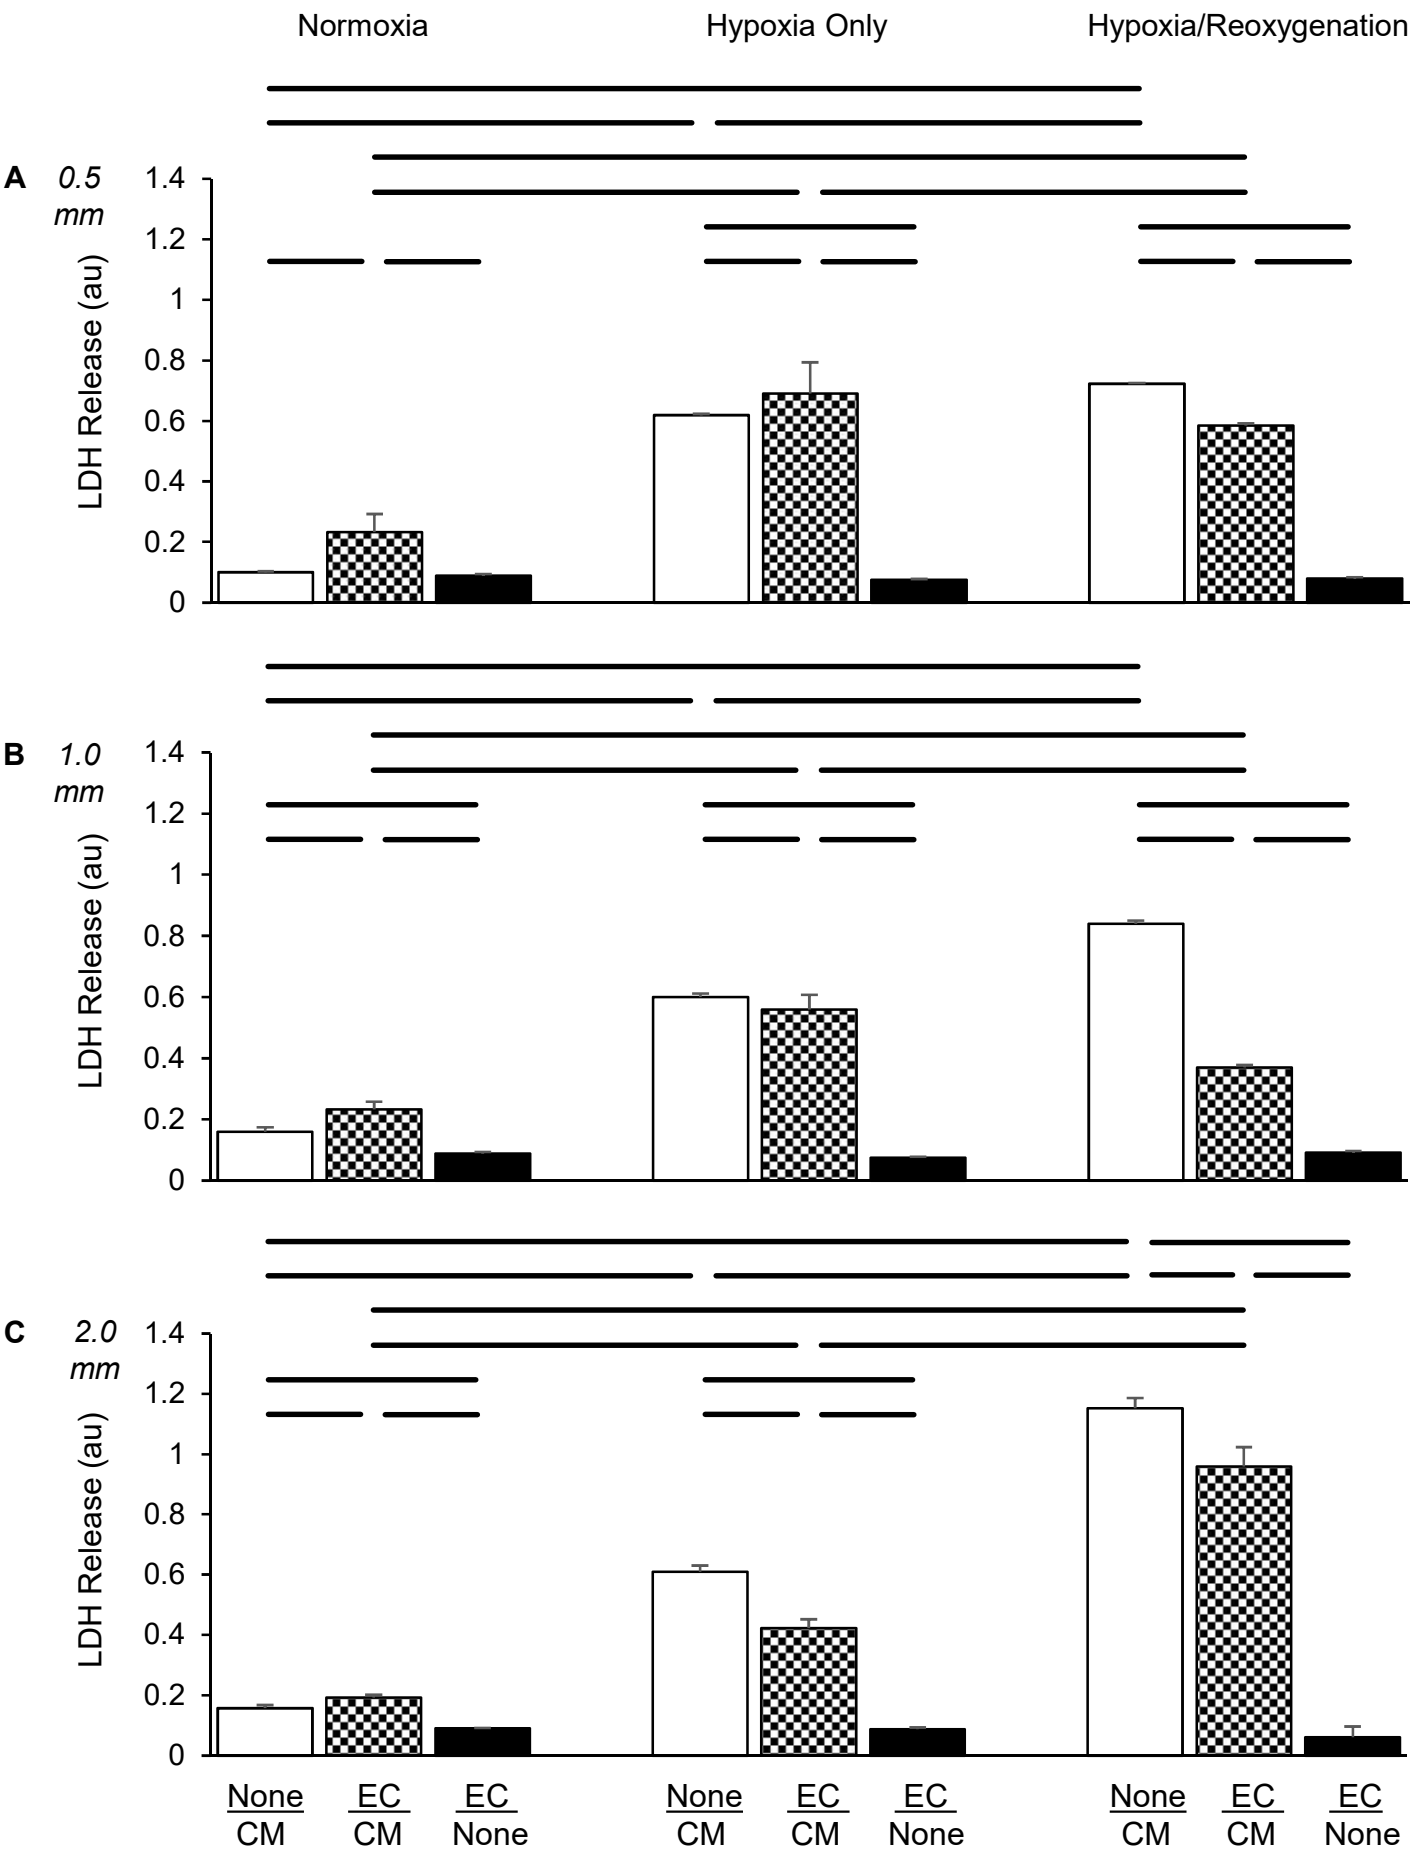 Normoxia Hypoxia Only Hypoxia/Reoxygenation
A 0.5 mm
LDH Release (au)
1.4
1.2
1
0.8
0.6
0.4
0.2
0
B 1.0 mm
LDH Release (au)
1.4
1.2
1
0.8
0.6
0.4
0.2
0
C 2.0 mm
LDH Release (au)
1.4
1.2
1
0.8
0.6
0.4
0.2
0
None EC EC None EC EC None EC EC
CM CM None CM CM None CM CM None